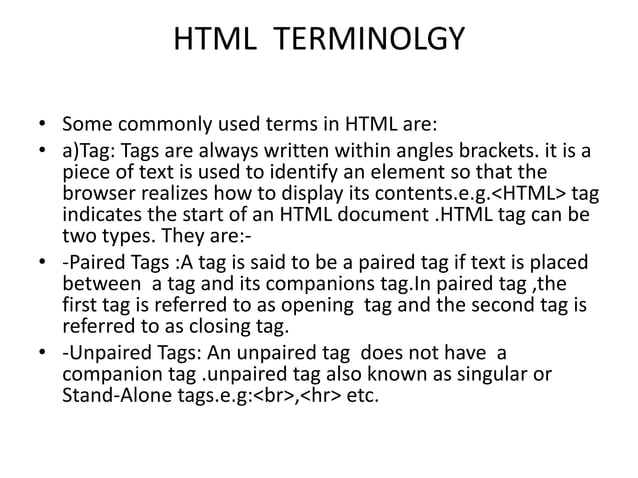 HTML  TERMINOLGY
• Some commonly used terms in HTML are:
• a)Tag: Tags are always written within angles brackets. it is a
piece of text is used to identify an element so that the
browser realizes how to display its contents.e.g.<HTML> tag
indicates the start of an HTML document .HTML tag can be
two types. They are:-
• -Paired Tags :A tag is said to be a paired tag if text is placed
between  a tag and its companions tag.In paired tag ,the
first tag is referred to as opening  tag and the second tag is
referred to as closing tag.
• -Unpaired Tags: An unpaired tag  does not have  a
companion tag .unpaired tag also known as singular or
Stand-Alone tags.e.g:<br>,<hr> etc.